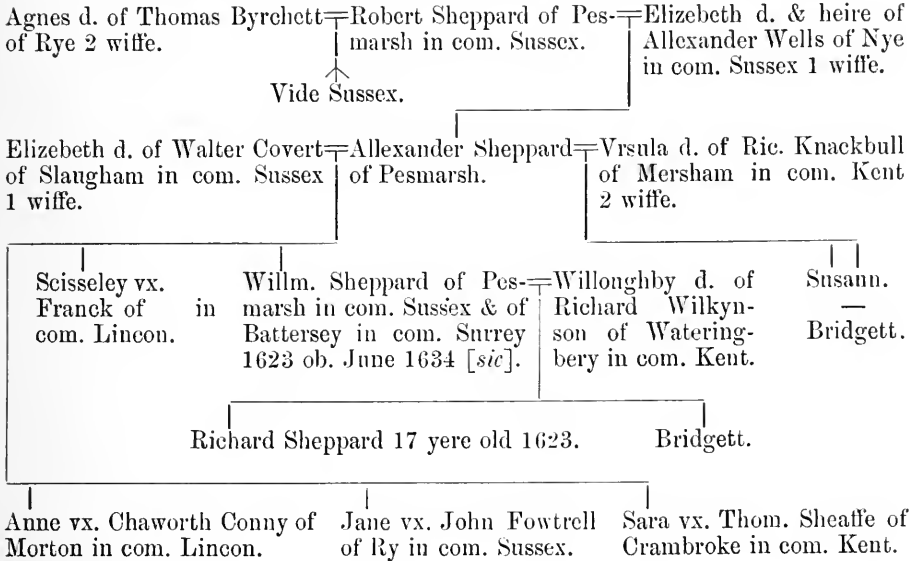 Agnes d. of Thomas Byrchett
of Rye 2 wiffe.
Robert Sheppard of Pes-
marsh in com. Sussex.
Elizebeth d. & heire of
Allexander Wells of Nye
in com. Sussex 1 wiffe.
Vide Sussex.
Elizebeth d. of Walter Covert
of Slaugham in com. Sussex
1 wiffe.
Allexander Sheppard
of Pesmarsh.
Vrsula d. of Ric. Knackbull
of Mersham in com. Kent
2 wiffe.
Scisseley vx.
Franck of in
com. Lincon.
Willm. Sheppard of Pes-
marsh in com. Sussex & of
Battersey in com. Surrey
1623 ob. June 1634 [sic].
Willonghby d. of
Richard Wilkyn-
son of Watering-
bery in com. Kent.
Susann.
—
Bridgett.
Richard Sheppard 17 yere old 1623.
Bridgett.
Anne vx. Chaworth Conny of
Morton in com. Lincon.
Jane vx. John Fowtrell
of Ry in com. Sussex.
Sara vx. Thom. Sheaffe of
Crambroke in com. Kent.